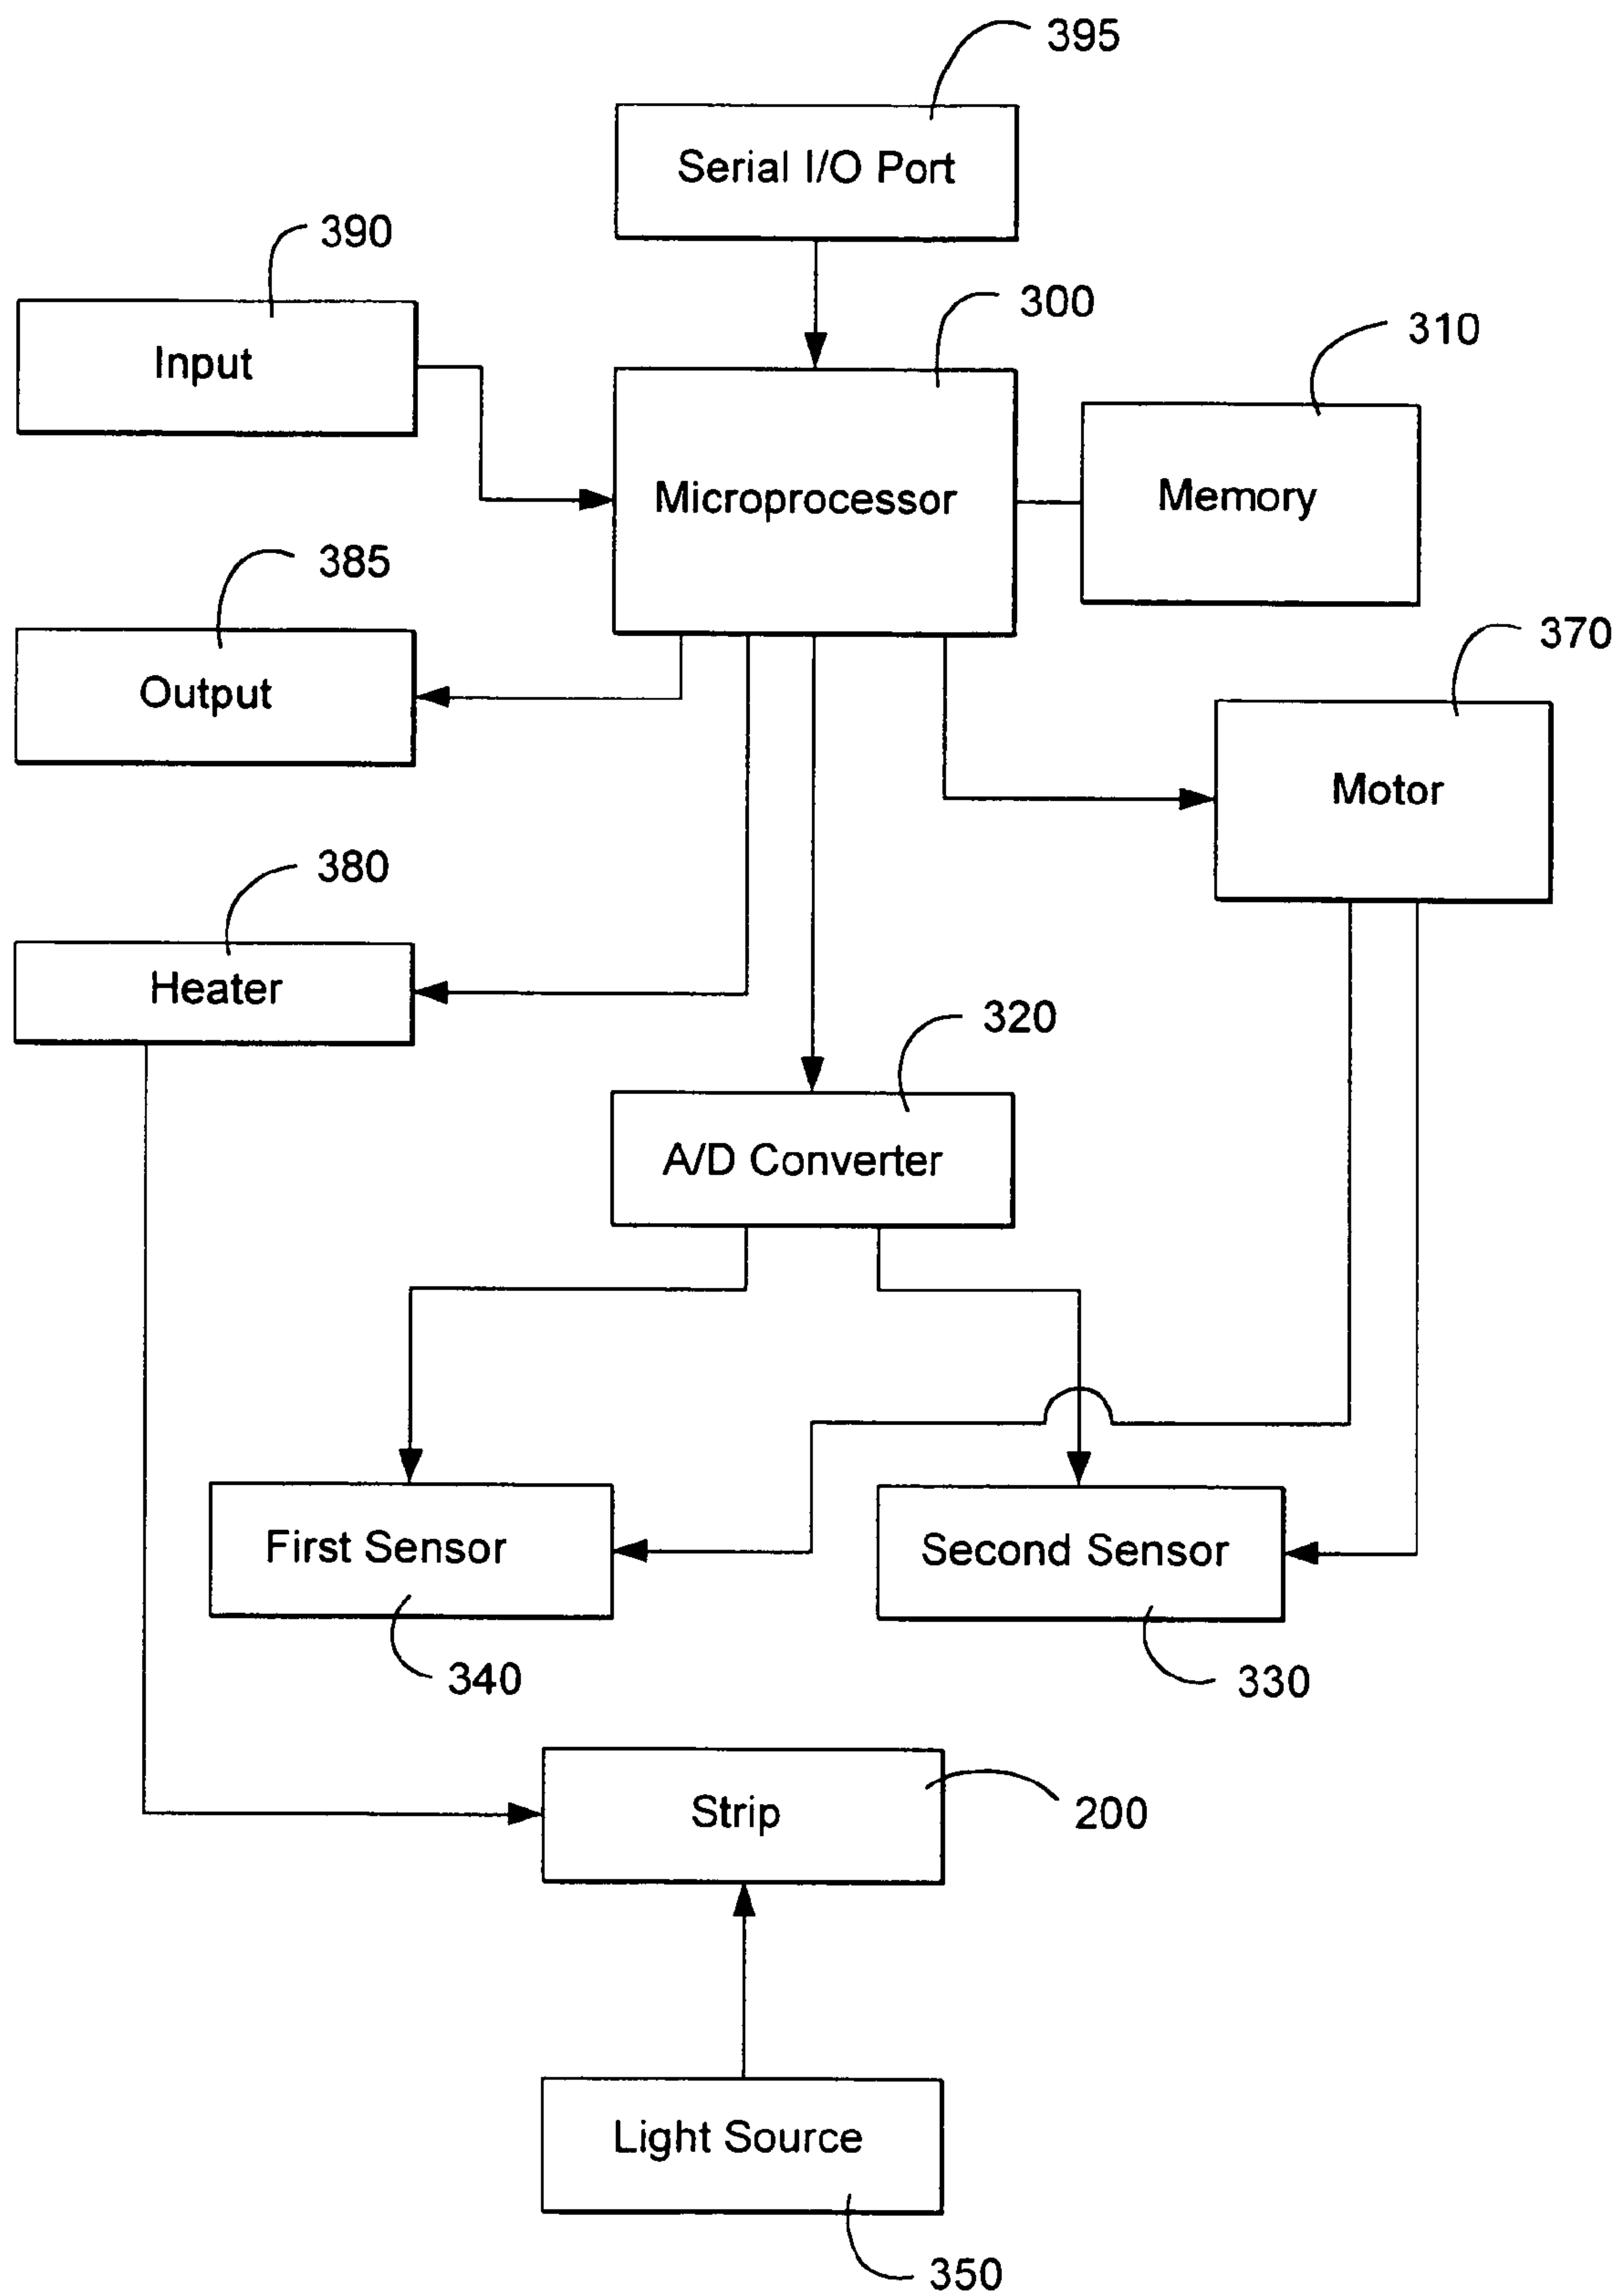 395
Serial I/O Port
390
300
310
Input
Microprocessor
Memory
385
370
Output
Motor
380
Heater
320
A/D Converter
First Sensor
Second Sensor
340
330
Strip
200
Light Source
350